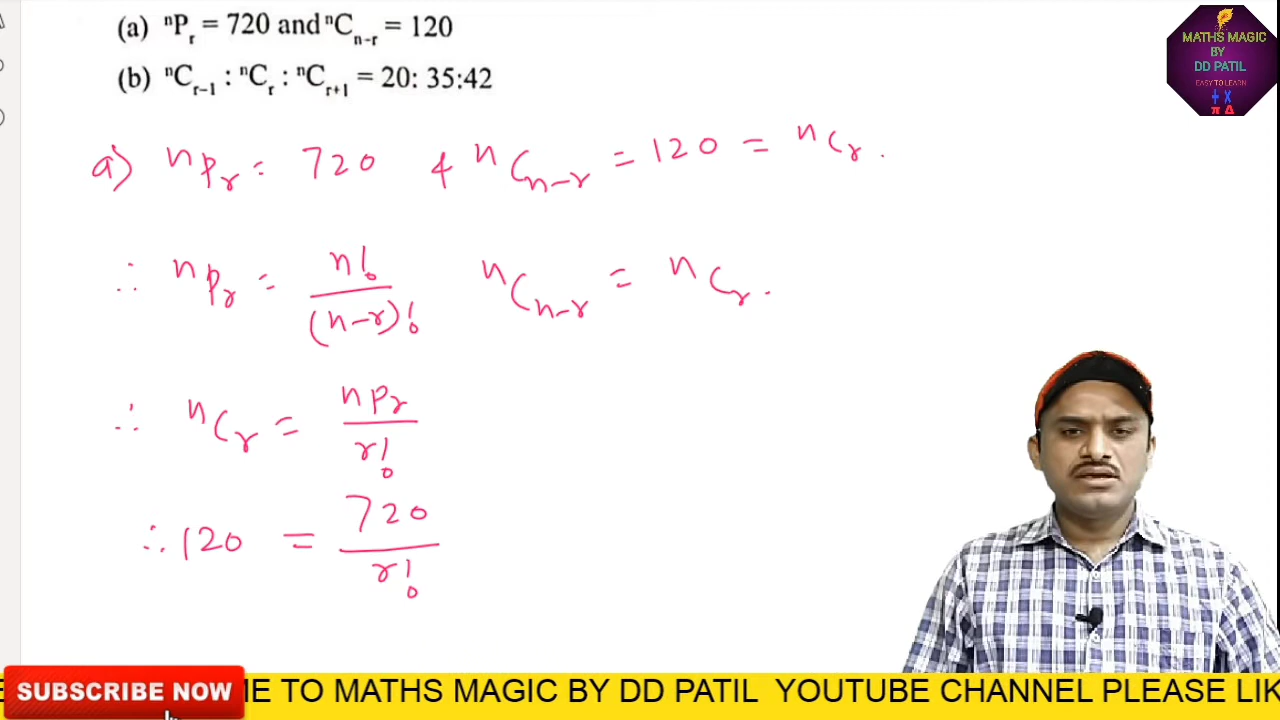 (a) ⁿPᵣ = 720 and ⁿCₙ₋ᵣ = 120
(b) ⁿCᵣ₋₁ : ⁿCᵣ : ⁿCᵣ₊₁ = 20: 35:42
MATHS MAGIC
BY
DD PATIL
EASY TO LEARN
+ X
π Δ
a) ⁿPᵣ = 720 & ⁿCₙ₋ᵣ = 120 = ⁿCᵣ .
∴ ⁿPᵣ = n! / (n-r)! ⁿCₙ₋ᵣ = ⁿCᵣ .
∴ ⁿCᵣ = ⁿPᵣ / r!
∴ 120 = 720 / r!
SUBSCRIBE NOW
ME TO MATHS MAGIC BY DD PATIL YOUTUBE CHANNEL PLEASE LIK